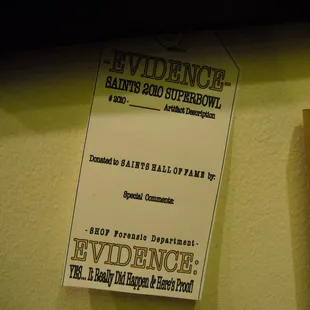 -EVIDENCE-
SAINTS 2010 SUPERBOWL
# 2010 - ________ Artifact Description
Donated to SAINTS HALL OF FAME by:
Special Comments:
- SHOF Forensic Department -
EVIDENCE:
YES... It Really Did Happen & Here's Proof!